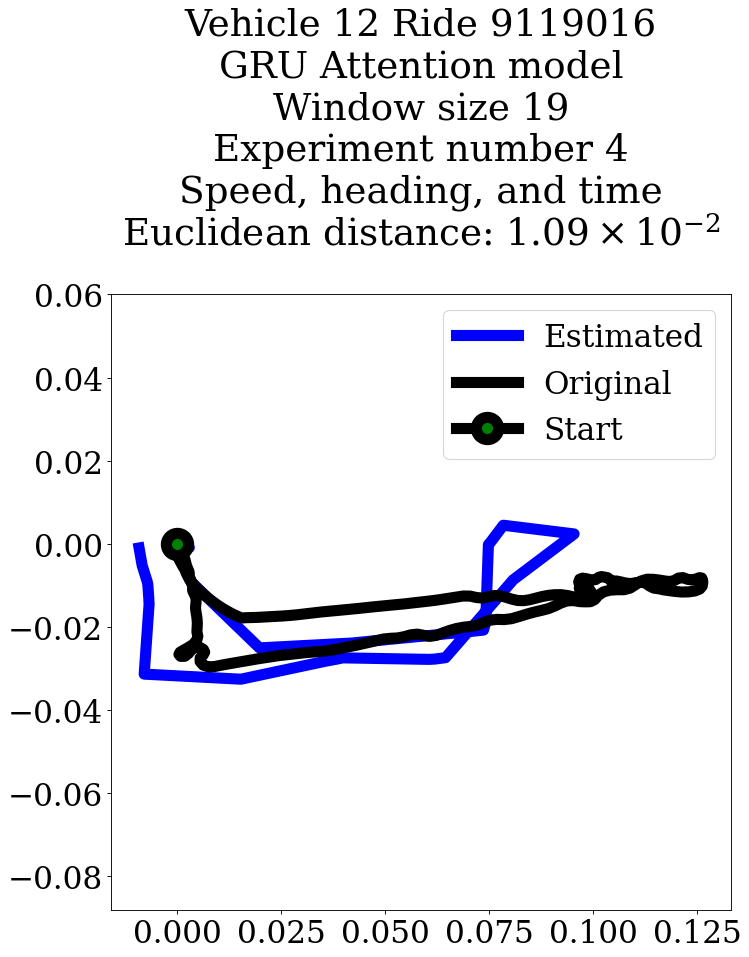 Vehicle 12 Ride 9119016
GRU Attention model
Window size 19
Experiment number 4
Speed, heading, and time
Euclidean distance: 1.09 × 10⁻²
0.06
Estimated
0.04
Original
0.02
Start
0.00
−0.02
−0.04
−0.06
−0.08
0.000 0.025 0.050 0.075 0.100 0.125